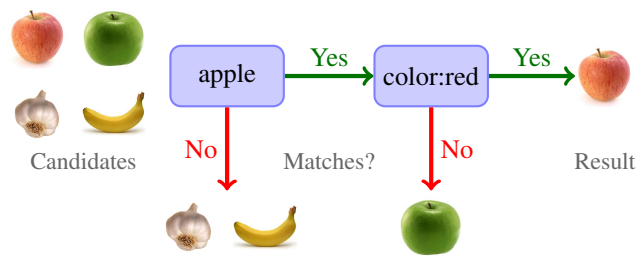 Yes
Yes
apple
color:red
No
No
Candidates
Matches?
Result